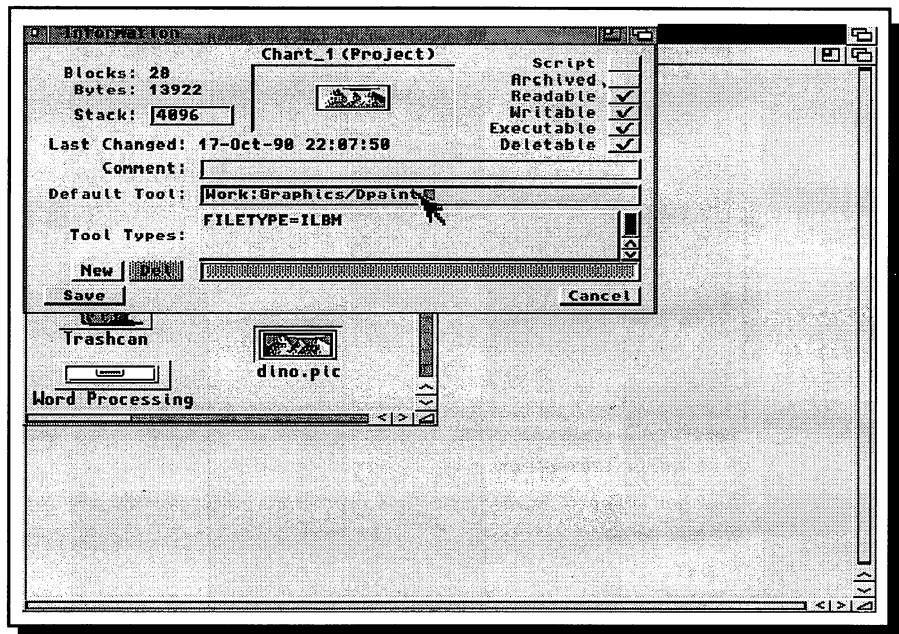 Information
Chart_1 (Project)
Blocks: 28
Bytes: 13922
Stack: 4096
Script
Archived
Readable
Writable
Executable
Deletable
Last Changed: 17-Oct-90 22:07:50
Comment:
Default Tool: Work:Graphics/Dpaint
Tool Types: FILETYPE=ILBM
New Del
Save Cancel
Trashcan
dino.pic
Word Processing